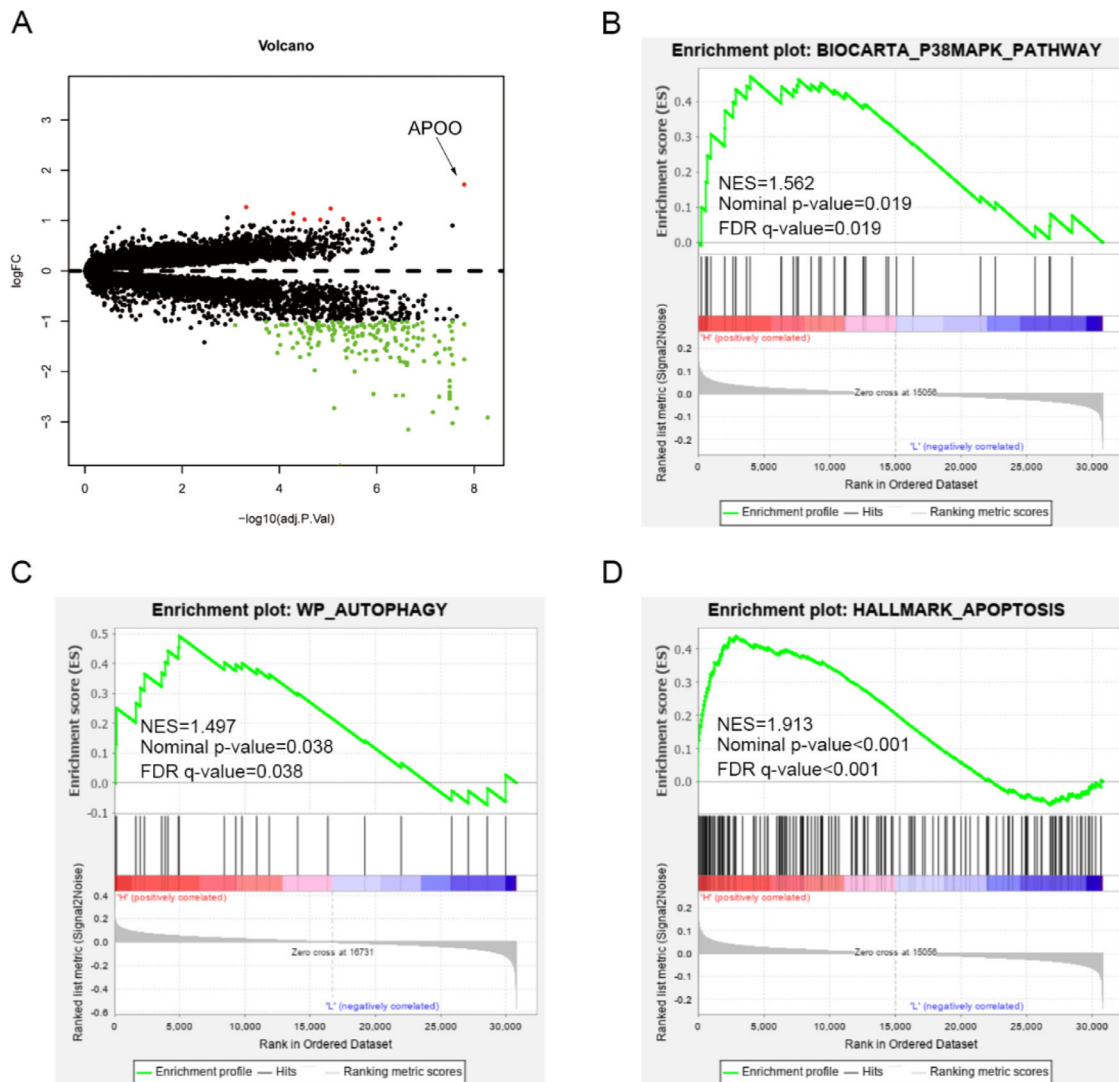 A
Volcano
APOO
logFC
3
2
1
0
-1
-2
-3
0
2
4
6
8
−log10(adj.P.Val)
B
Enrichment plot: BIOCARTA_P38MAPK_PATHWAY
Enrichment score (ES)
0.4
0.3
0.2
0.1
0.0
NES=1.562
Nominal p-value=0.019
FDR q-value=0.019
Ranked list metric (Signal2Noise)
'H' (positively correlated)
0.2
0.1
0.0
-0.1
-0.2
Zero cross at 15056
'L' (negatively correlated)
0
5,000
10,000
15,000
20,000
25,000
30,000
Rank in Ordered Dataset
Enrichment profile
Hits
Ranking metric scores
C
Enrichment plot: WP_AUTOPHAGY
Enrichment score (ES)
0.5
0.4
0.3
0.2
0.1
0.0
-0.1
NES=1.497
Nominal p-value=0.038
FDR q-value=0.038
Ranked list metric (Signal2Noise)
'H' (positively correlated)
0.4
0.2
0.0
-0.2
-0.4
-0.6
Zero cross at 16731
'L' (negatively correlated)
0
5,000
10,000
15,000
20,000
25,000
30,000
Rank in Ordered Dataset
Enrichment profile
Hits
Ranking metric scores
D
Enrichment plot: HALLMARK_APOPTOSIS
Enrichment score (ES)
0.4
0.3
0.2
0.1
0.0
NES=1.913
Nominal p-value<0.001
FDR q-value<0.001
Ranked list metric (Signal2Noise)
'H' (positively correlated)
0.2
0.1
0.0
-0.1
-0.2
Zero cross at 15056
'L' (negatively correlated)
0
5,000
10,000
15,000
20,000
25,000
30,000
Rank in Ordered Dataset
Enrichment profile
Hits
Ranking metric scores